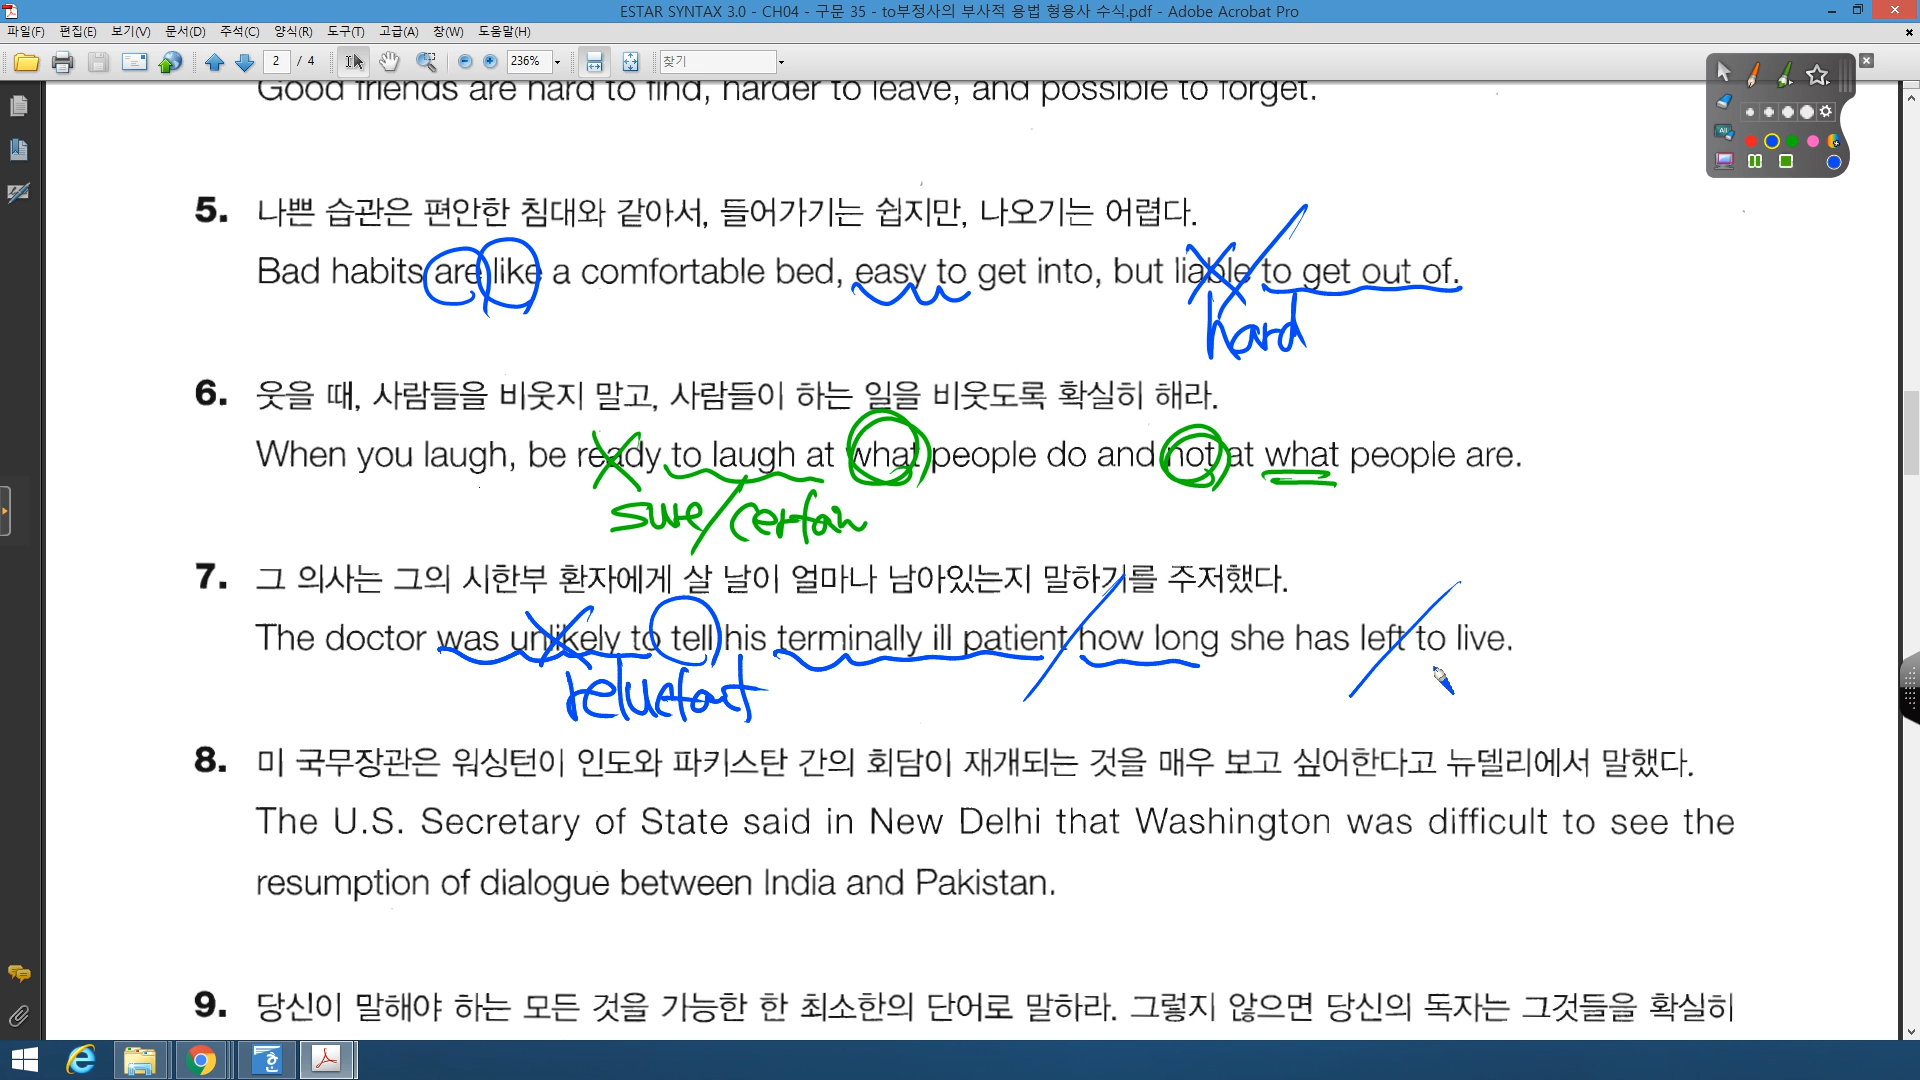 ESTAR SYNTAX 3.0 - CH04 - 구문 35 - to부정사의 부사적 용법 형용사 수식.pdf - Adobe Acrobat Pro
파일(F) 편집(E) 보기(V) 문서(D) 주석(C) 양식(R) 도구(T) 고급(A) 창(W) 도움말(H)
2 / 4 236% 찾기
Good friends are hard to find, harder to leave, and possible to forget.
5. 나쁜 습관은 편안한 침대와 같아서, 들어가기는 쉽지만, 나오기는 어렵다.
Bad habits are like a comfortable bed, easy to get into, but liable to get out of.
hard
6. 웃을 때, 사람들을 비웃지 말고, 사람들이 하는 일을 비웃도록 확실히 해라.
When you laugh, be ready to laugh at what people do and not at what people are.
sure/certain
7. 그 의사는 그의 시한부 환자에게 살 날이 얼마나 남아있는지 말하기를 주저했다.
The doctor was unlikely to tell his terminally ill patient how long she has left to live.
reluctant
8. 미 국무장관은 워싱턴이 인도와 파키스탄 간의 회담이 재개되는 것을 매우 보고 싶어한다고 뉴델리에서 말했다.
The U.S. Secretary of State said in New Delhi that Washington was difficult to see the
resumption of dialogue between India and Pakistan.
9. 당신이 말해야 하는 모든 것을 가능한 한 최소한의 단어로 말하라. 그렇지 않으면 당신의 독자는 그것들을 확실히